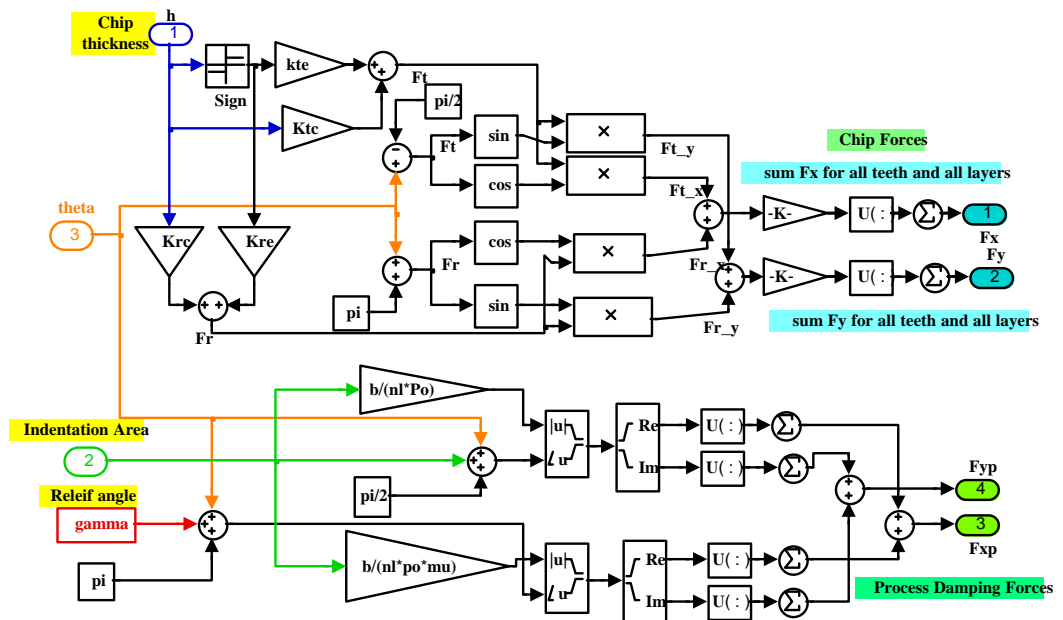 Chip
thickness
h
1
Sign
kte
Ft
pi/2
Ktc
sin
×
Ft_y
Chip Forces
Ft
cos
×
Ft_x
sum Fx for all teeth and all layers
theta
3
Krc
Kre
cos
×
Fr_x
-K-
U( : )
Σ
1
Fx
Fr
sin
×
Fr_y
-K-
U( : )
Σ
Fy
2
pi
Fr
sum Fy for all teeth and all layers
b/(nl*Po)
|u|
∠u
Re
Im
U( : )
Σ
U( : )
Σ
Indentation Area
2
pi/2
Fyp
4
Releif angle
gamma
3
Fxp
pi
b/(nl*po*mu)
|u|
∠u
Re
Im
U( : )
Σ
U( : )
Σ
Process Damping Forces